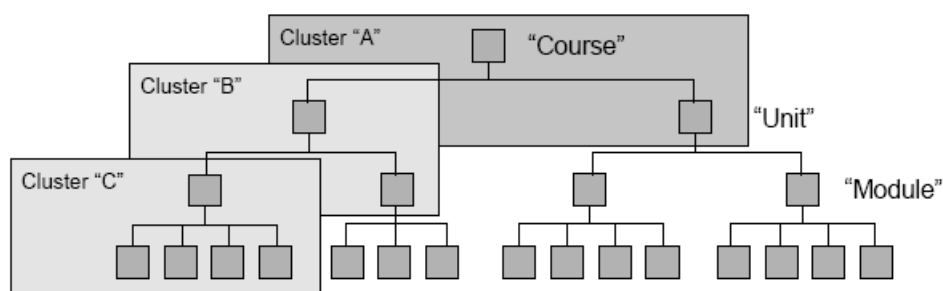 Cluster “A”
“Course”
Cluster “B”
“Unit”
Cluster “C”
“Module”